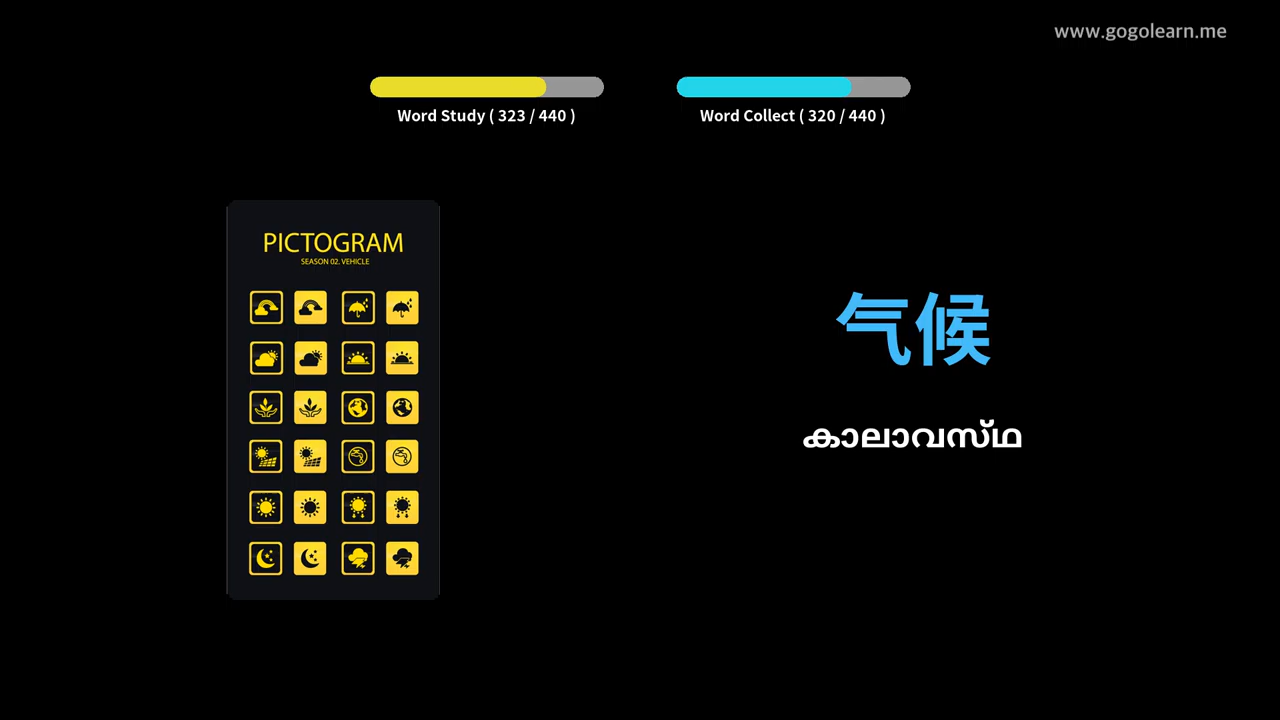 www.gogolearn.me
Word Study ( 323 / 440 )
Word Collect ( 320 / 440 )
PICTOGRAM
SEASON 02. VEHICLE
气候
കാലാവസ്ഥ